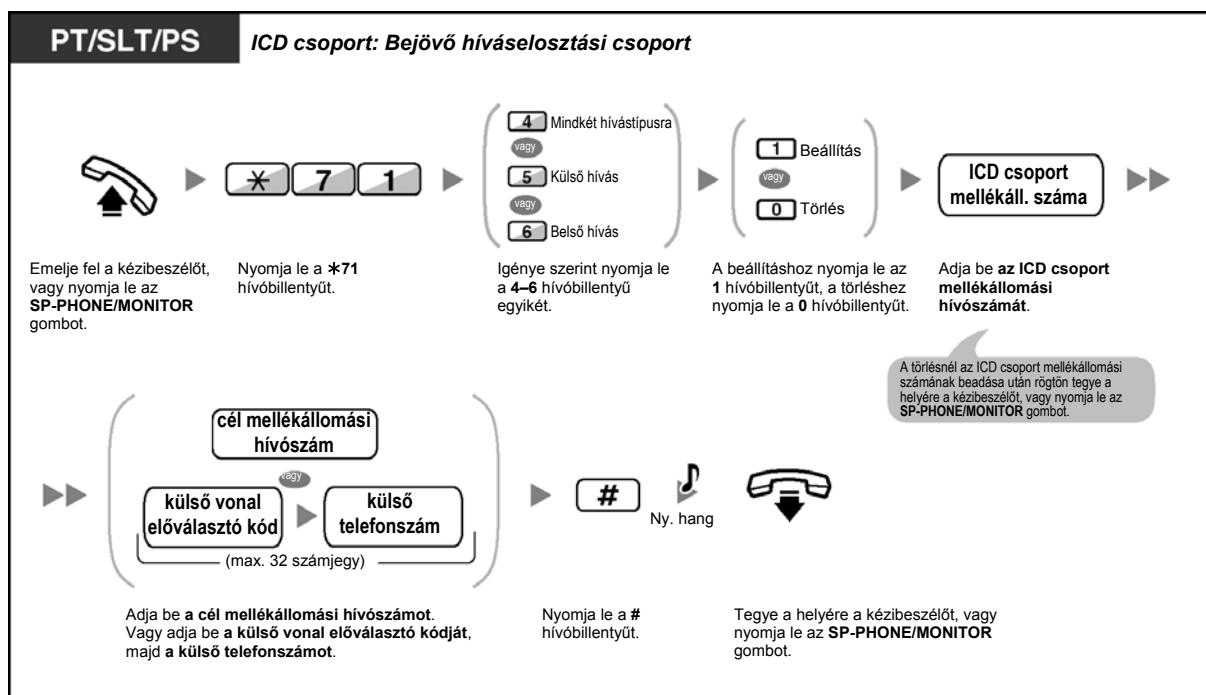 PT/SLT/PS
ICD csoport: Bejövő híváselosztási csoport
4 Mindkét hívástípusra
vagy
5 Külső hívás
vagy
6 Belső hívás
1 Beállítás
vagy
0 Törlés
ICD csoport
mellékáll. száma
✳ 7 1
Emelje fel a kézibeszélőt,
vagy nyomja le az
SP-PHONE/MONITOR
gombot.
Nyomja le a ✳71
hívóbillentyűt.
Igénye szerint nyomja le
a 4–6 hívóbillentyű
egyikét.
A beállításhoz nyomja le az
1 hívóbillentyűt, a törléshez
nyomja le a 0 hívóbillentyűt.
Adja be az ICD csoport
mellékállomási
hívószámát.
A törlésnél az ICD csoport mellékállomási
számának beadása után rögtön tegye a
helyére a kézibeszélőt, vagy nyomja le az
SP-PHONE/MONITOR gombot.
cél mellékállomási
hívószám
vagy
külső vonal
előválasztó kód
külső
telefonszám
(max. 32 számjegy)
#
Ny. hang
Adja be a cél mellékállomási hívószámot.
Vagy adja be a külső vonal előválasztó kódját,
majd a külső telefonszámot.
Nyomja le a #
hívóbillentyűt.
Tegye a helyére a kézibeszélőt, vagy
nyomja le az SP-PHONE/MONITOR
gombot.